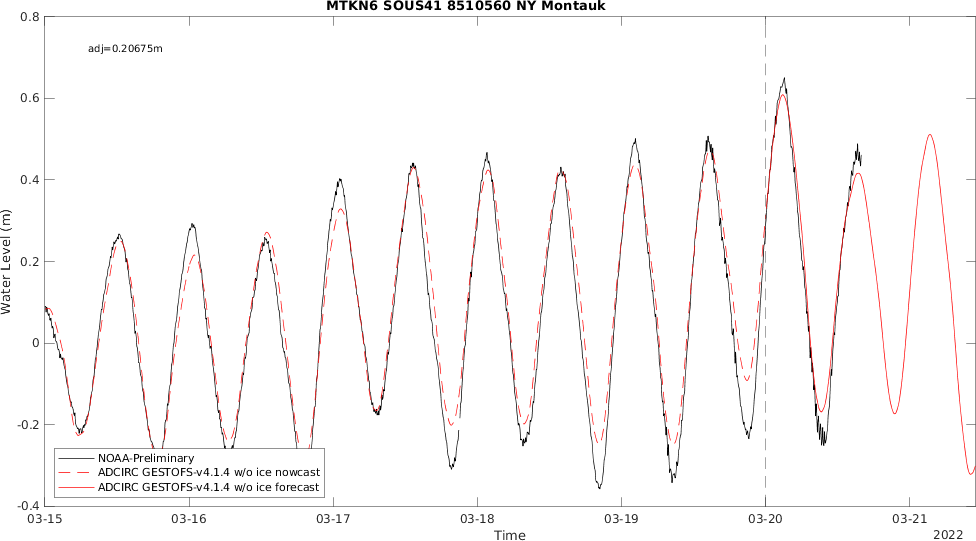 MTKN6 SOUS41 8510560 NY Montauk
0.8
adj=0.20675m
0.6
0.4
0.2
0
-0.2
-0.4
Water Level (m)
NOAA-Preliminary
ADCIRC GESTOFS-v4.1.4 w/o ice nowcast
ADCIRC GESTOFS-v4.1.4 w/o ice forecast
03-15 03-16 03-17 03-18 03-19 03-20 03-21
Time
2022